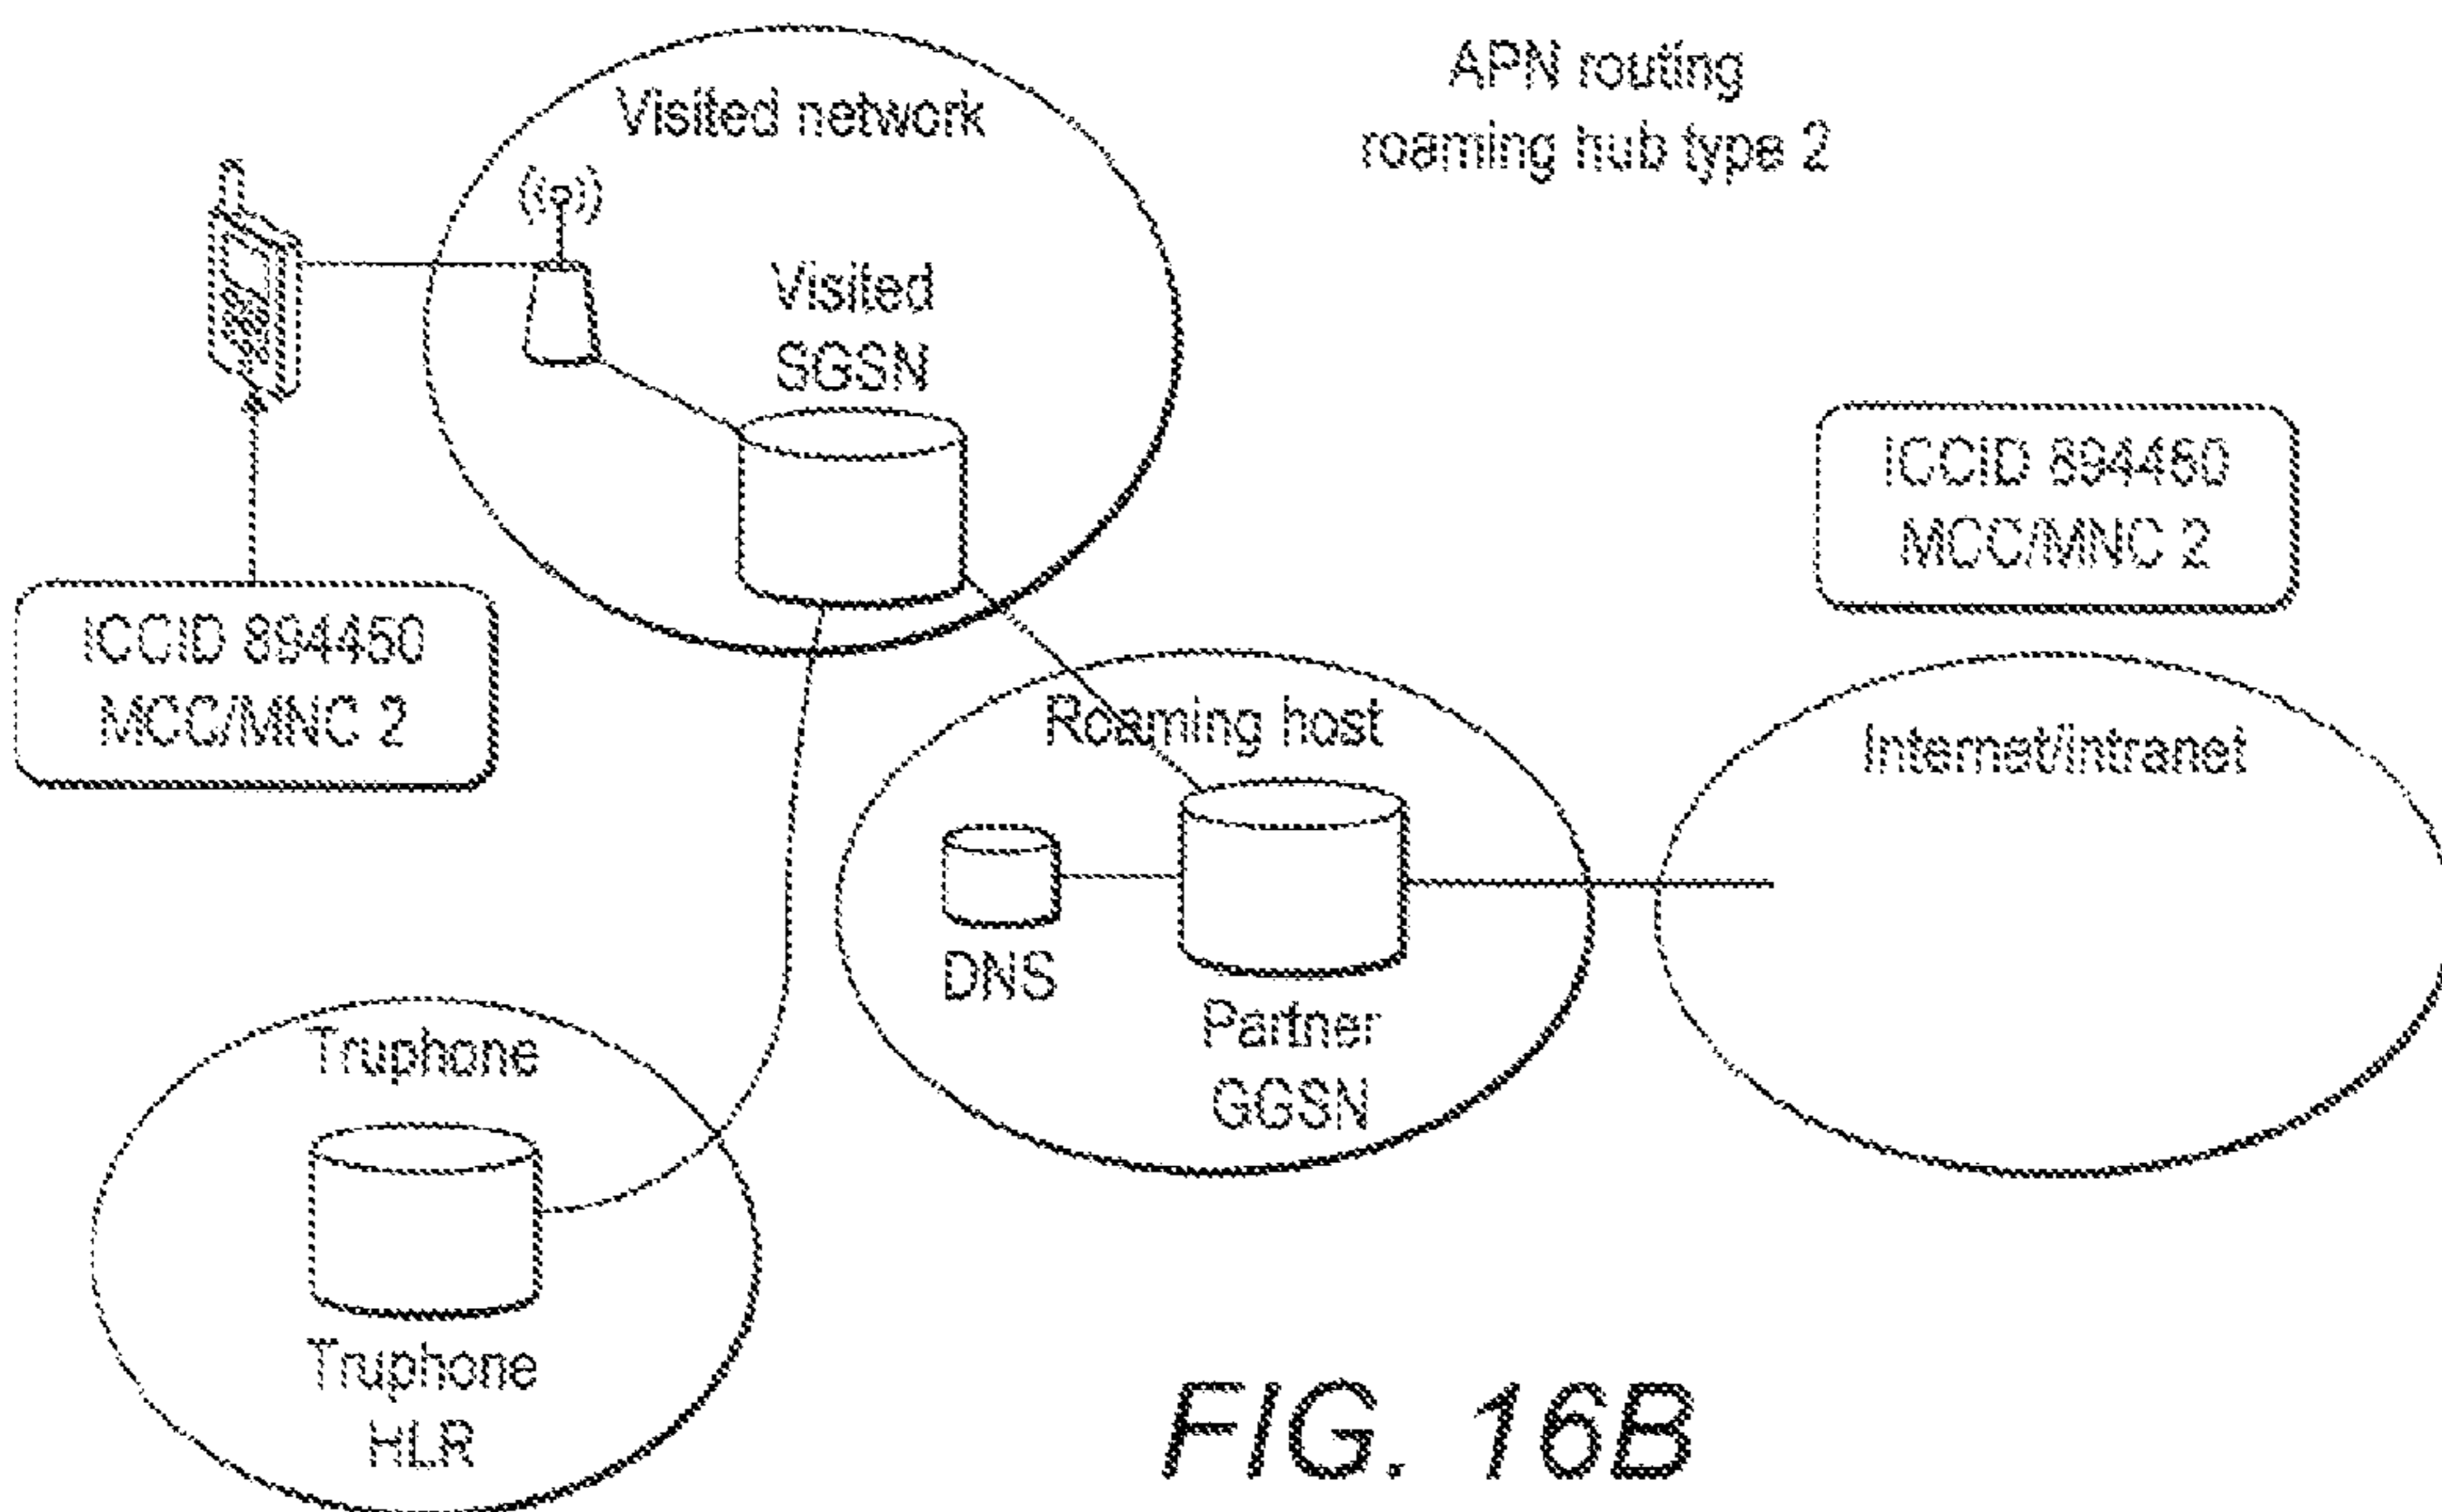 APN routing
roaming hub type 2
Visited network
Visited
SGSN
ICCID 894450
MCC/MNC 2
ICCID 894450
MCC/MNC 2
Roaming host
Internet/Intranet
DNS
Partner
GGSN
Truphone
Truphone
HLR
FIG. 16B